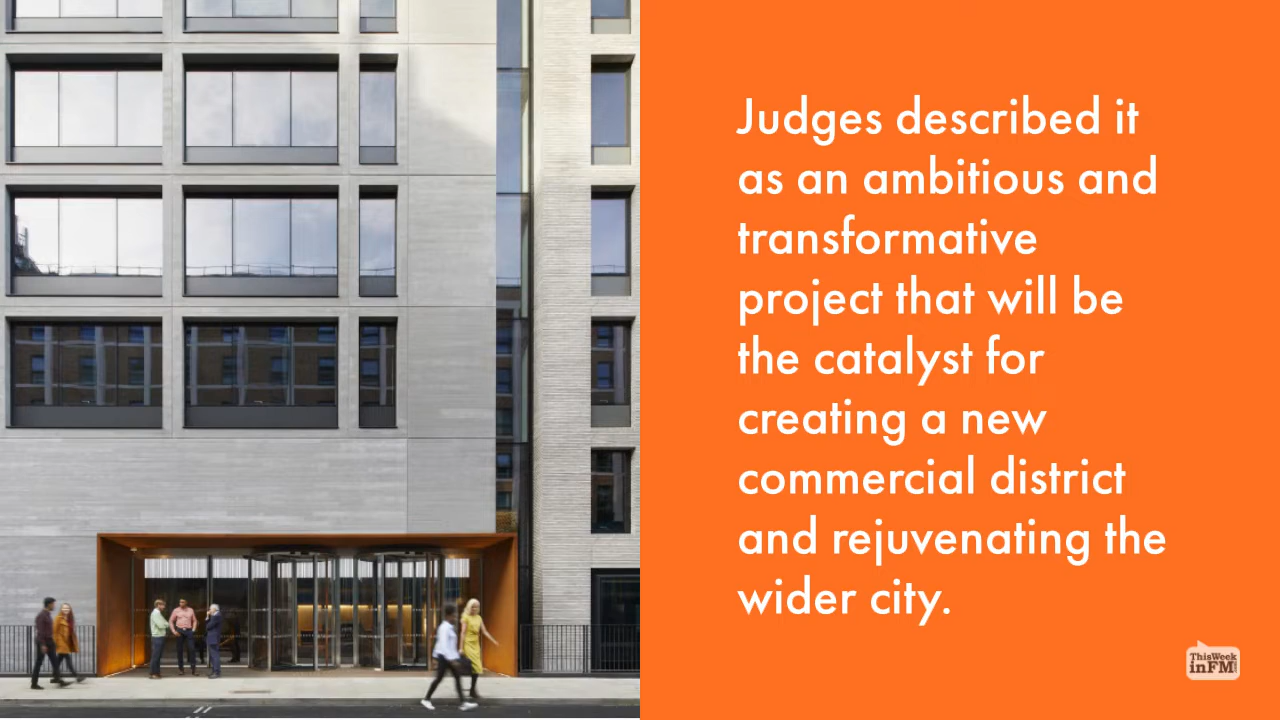 Judges described it
as an ambitious and
transformative
project that will be
the catalyst for
creating a new
commercial district
and rejuvenating the
wider city.
ThisWeek
inFM